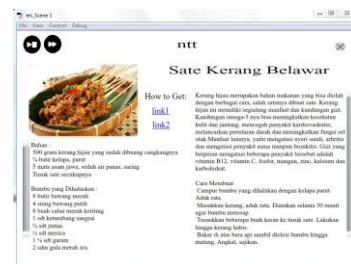 tes_Scene 1
File View Control Debug
ntt
Sate Kerang Belawar
How to Get:
link1
link2
Kerang hijau merupakan bahan makanan yang bisa diolah
dengan berbagai cara, salah satunya dibuat sate. Kerang
hijau ini memiliki segudang manfaat dan kandungan gizi.
Kandungan omega-3 nya bisa meningkatkan kesehatan
kulit dan jantung, mencegah penyakit kardiovaskuler,
melancarkan peredaran darah dan meningkatkan fungsi sel
otak.Manfaat lainnya, yaitu mengatasi nyeri sendi, arthritis
dan mengatasi penyakit asma maupun bronkitis. Gizi yang
berperan mengatasi beberapa penyakit tersebut adalah
vitamin B12, vitamin C, fosfor, mangan, zinc, kalsium dan
karbohidrat.
Cara Membuat
Campur bumbu yang dihaluskan dengan kelapa parut.
Aduk rata.
Masukkan kerang, aduk rata. Diamkan selama 30 menit
agar bumbu meresap.
Tusukkan beberapa buah keran ke tusuk sate. Lakukan
hingga kerang habis.
Bakar di atas bara api sambil diolesi bumbu hingga
matang. Angkat, sajikan.
Bahan :
500 gram kerang hijau yang sudah dibuang cangkangnya
¼ butir kelapa, parut
5 mata asam jawa, seduh air panas, saring
Tusuk sate secukupnya
Bumbu yang Dihaluskan :
8 butir bawang merah
4 siung bawang putih
8 buah cabai merah keriting
1 sdt ketumbang sangrai
½ sdt jintan
½ sdt merica
1 ½ sdt garam
2 sdm gula merah iris